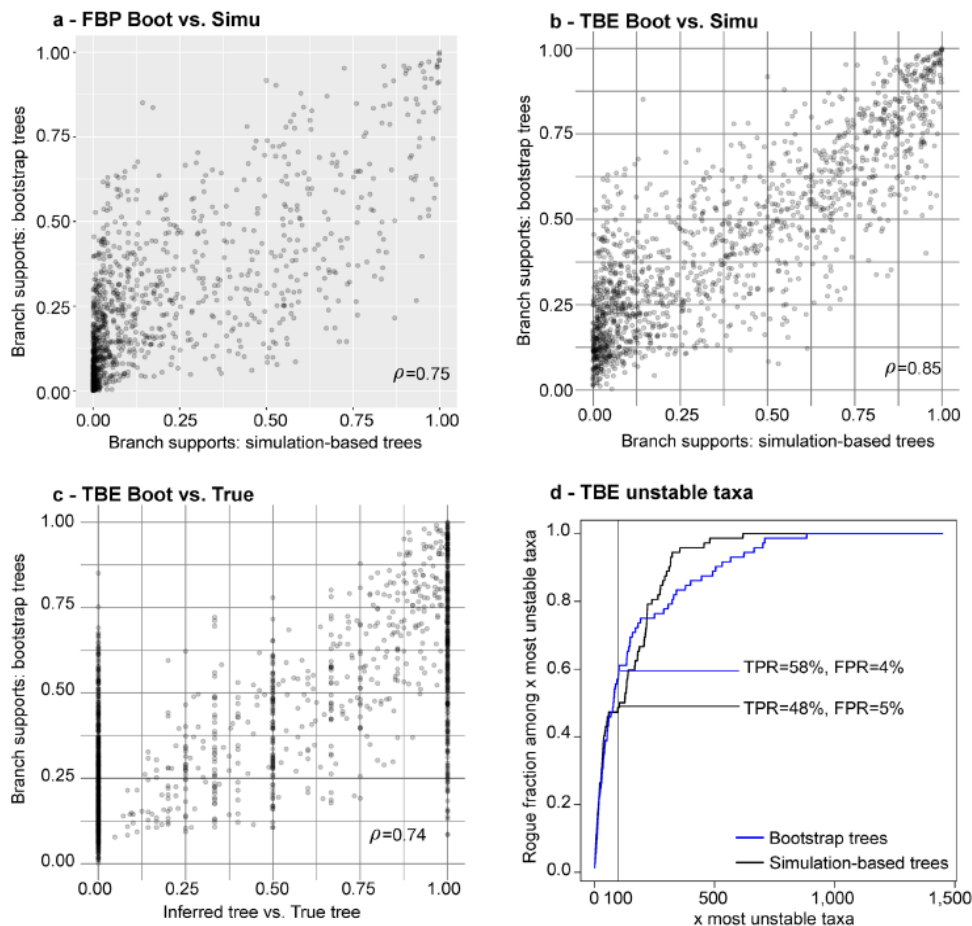 a - FBP Boot vs. Simu
1.00
0.75
0.50
0.25
0.00
Branch supports: bootstrap trees
ρ=0.75
0.00 0.25 0.50 0.75 1.00
Branch supports: simulation-based trees
b - TBE Boot vs. Simu
1.00
0.75
0.50
0.25
0.00
Branch supports: bootstrap trees
ρ=0.85
0.00 0.25 0.50 0.75 1.00
Branch supports: simulation-based trees
c - TBE Boot vs. True
1.00
0.75
0.50
0.25
0.00
Branch supports: bootstrap trees
ρ=0.74
0.00 0.25 0.50 0.75 1.00
Inferred tree vs. True tree
d - TBE unstable taxa
1.0
0.8
0.6
0.4
0.2
0.0
Rogue fraction among x most unstable taxa
TPR=58%, FPR=4%
TPR=48%, FPR=5%
Bootstrap trees
Simulation-based trees
0 100 500 1,000 1,500
x most unstable taxa